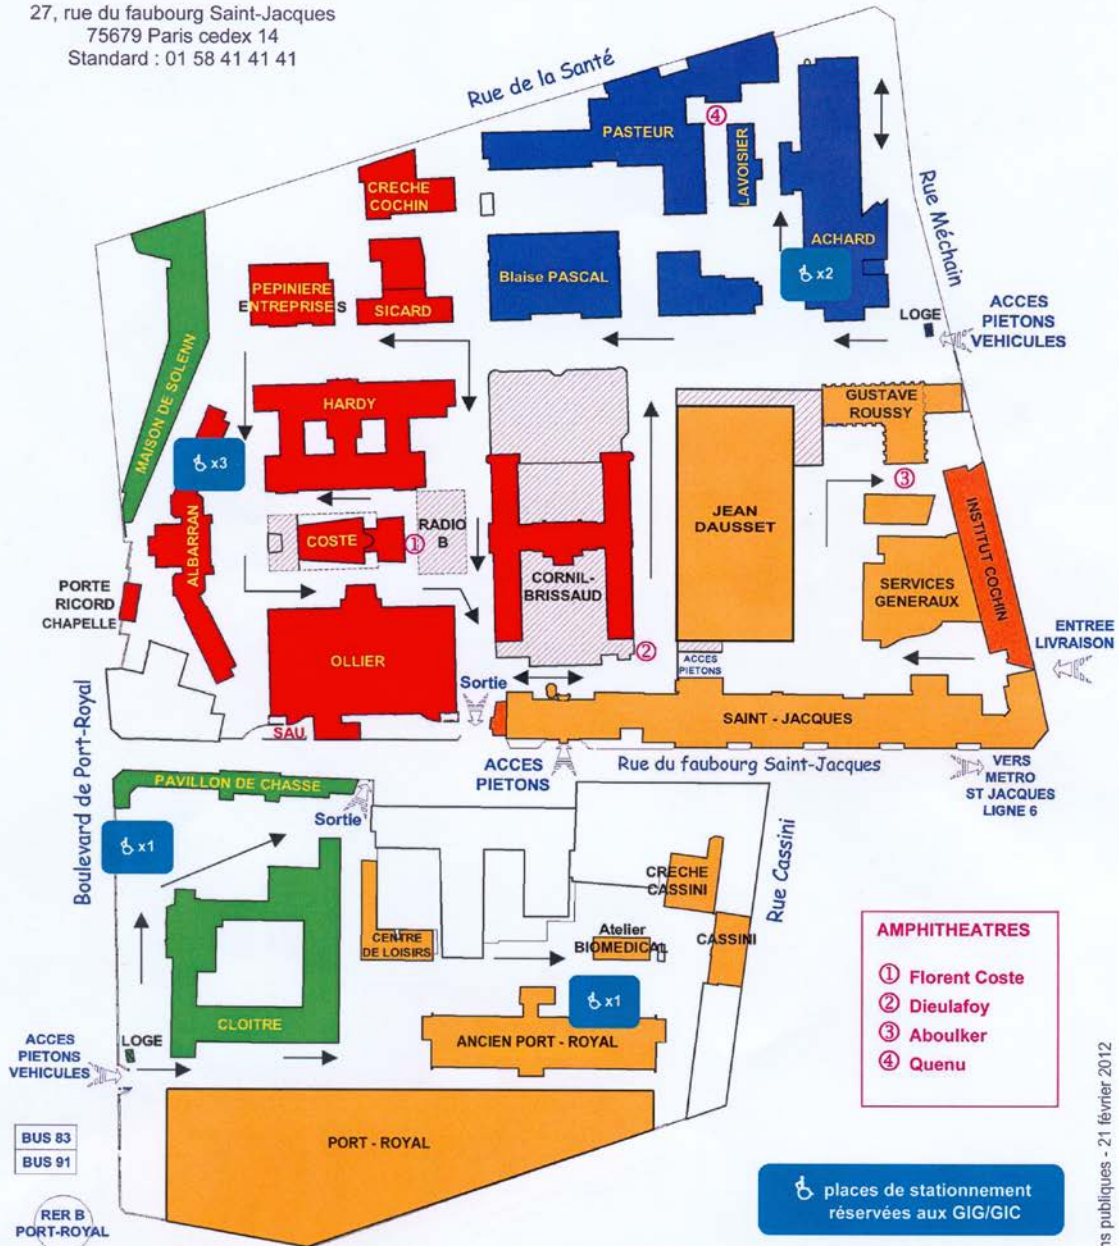 27, rue du faubourg Saint-Jacques
75679 Paris cedex 14
Standard : 01 58 41 41 41
Rue de la Santé
PASTEUR
④
LAVOISIER
CRECHE
COCHIN
Rue Méchain
ACHARD
x2
Blaise PASCAL
PEPINIERE
ENTREPRISES
SICARD
LOGE
ACCES
PIETONS
VEHICULES
MAISON DE SOLENN
HARDY
GUSTAVE
ROUSSY
x3
③
JEAN
DAUSSET
INSTITUT COCHIN
RADIO
B
COSTE
①
ALBARRAN
CORNIL-
BRISSAUD
SERVICES
GENERAUX
PORTE
RICORD
CHAPELLE
ENTREE
LIVRAISON
OLLIER
②
ACCES
PIETONS
Sortie
SAINT - JACQUES
SAU
ACCES
PIETONS
Rue du faubourg Saint-Jacques
VERS
METRO
ST JACQUES
LIGNE 6
Boulevard de Port-Royal
PAVILLON DE CHASSE
Sortie
x1
CRECHE
CASSINI
Rue Cassini
CENTRE
DE LOISIRS
Atelier
BIOMEDICAL
CASSINI
AMPHITHEATRES
① Florent Coste
② Dieulafoy
③ Aboulker
④ Quenu
x1
CLOITRE
ANCIEN PORT - ROYAL
LOGE
ACCES
PIETONS
VEHICULES
PORT - ROYAL
BUS 83
BUS 91
RER B
PORT-ROYAL
places de stationnement
réservées aux GIG/GIC
ns publiques - 21 février 2012